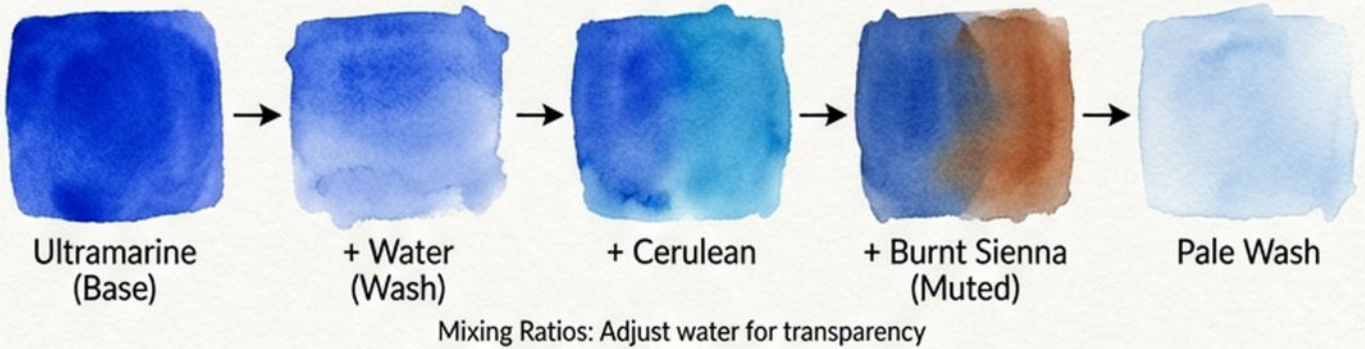 Ultramarine
(Base)
+ Water
(Wash)
+ Cerulean
+ Burnt Sienna
(Muted)
Pale Wash
Mixing Ratios: Adjust water for transparency